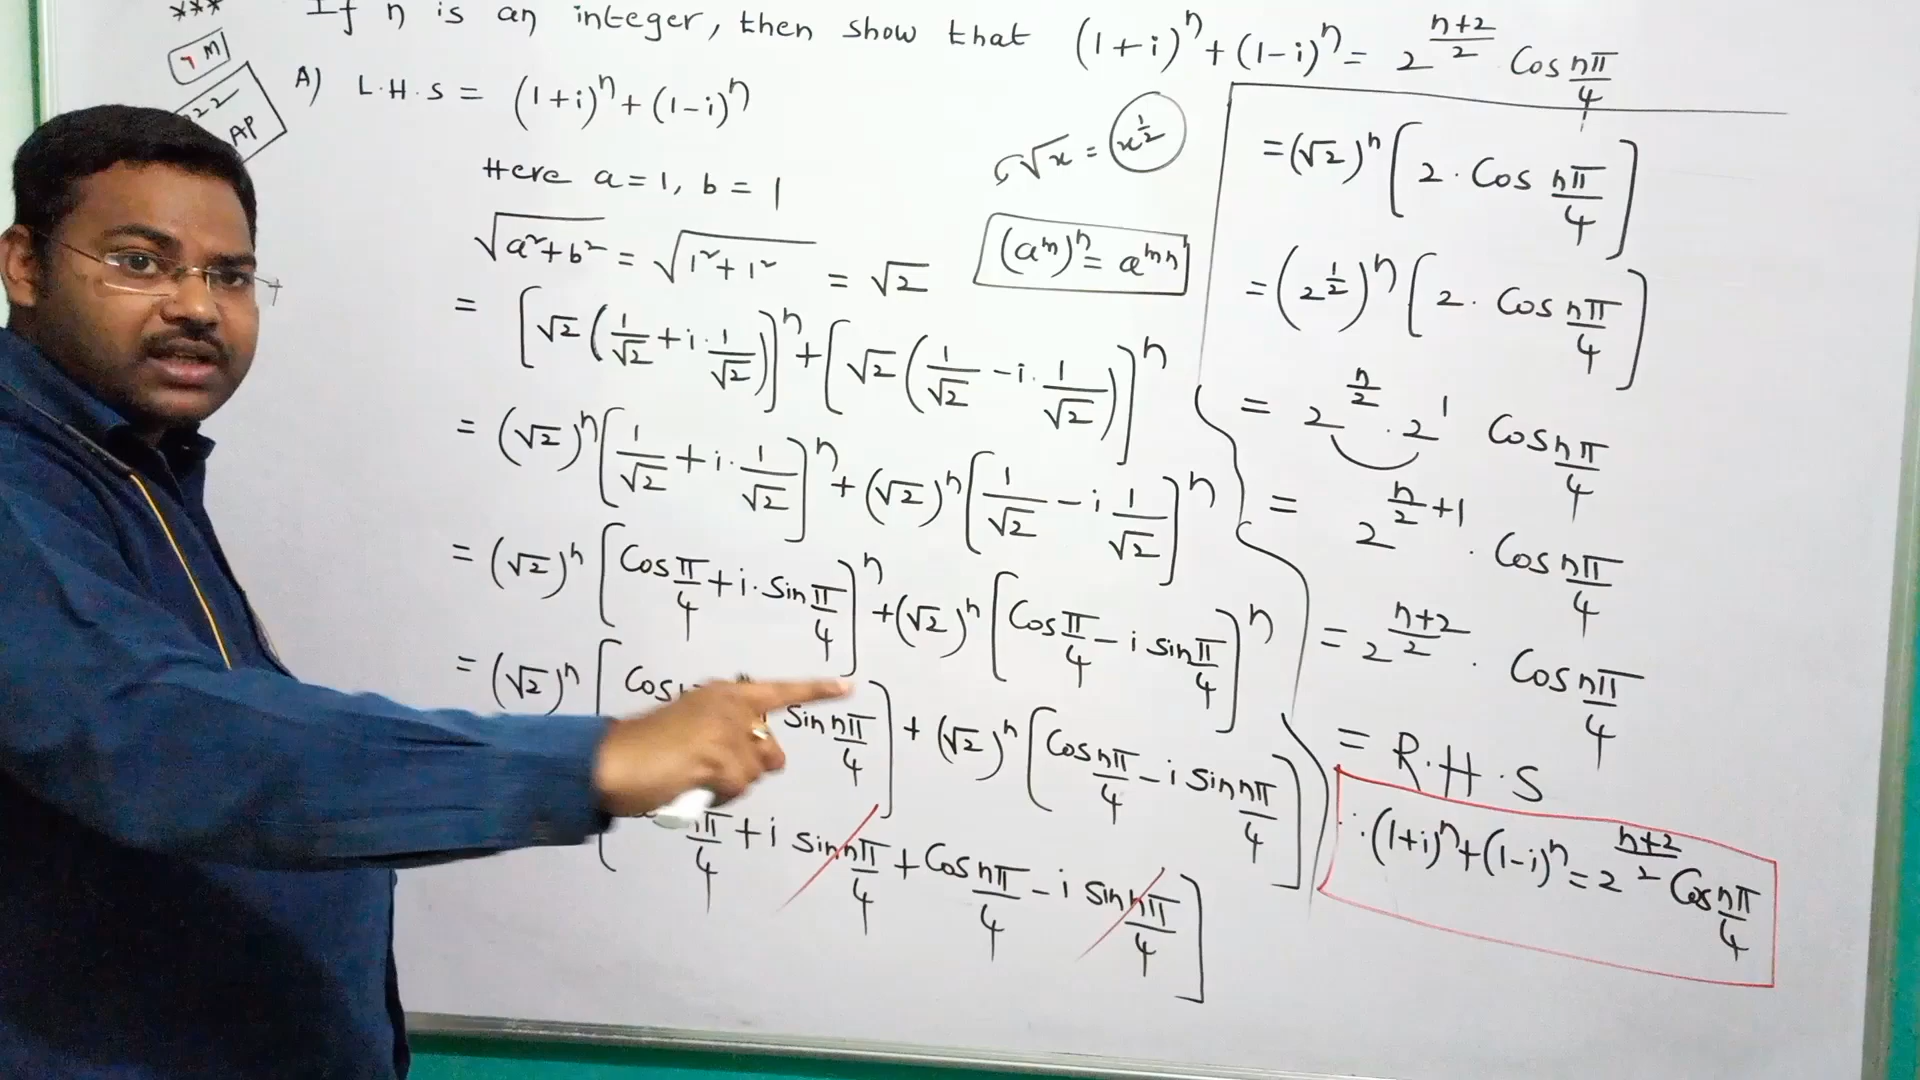 ***
If n is an integer, then show that (1+i)ⁿ+(1-i)ⁿ = 2^((n+2)/2) Cos nπ/4
7 M
22
AP
A) L.H.S = (1+i)ⁿ+(1-i)ⁿ
Here a=1, b=1
√(a²+b²) = √(1²+1²) = √2
= [√2(1/√2+i.1/√2)]ⁿ+[√2(1/√2-i.1/√2)]ⁿ
= (√2)ⁿ[1/√2+i.1/√2]ⁿ+(√2)ⁿ[1/√2-i 1/√2]ⁿ
= (√2)ⁿ[Cos π/4+i.Sin π/4]ⁿ+(√2)ⁿ[Cos π/4-i Sin π/4]ⁿ
= (√2)ⁿ[Cos Sin nπ/4]+(√2)ⁿ[Cos nπ/4-i Sin nπ/4]
π/4+i Sin nπ/4+Cos nπ/4-i Sin nπ/4]
√x = x^(1/2)
(aᵐ)ⁿ=aᵐⁿ
=(√2)ⁿ[2.Cos nπ/4]
=(2^(1/2))ⁿ[2.Cos nπ/4]
= 2^(n/2).2¹ Cos nπ/4
= 2^(n/2+1).Cos nπ/4
= 2^((n+2)/2).Cos nπ/4
= R.H.S
∴(1+i)ⁿ+(1-i)ⁿ=2^((n+2)/2) Cos nπ/4